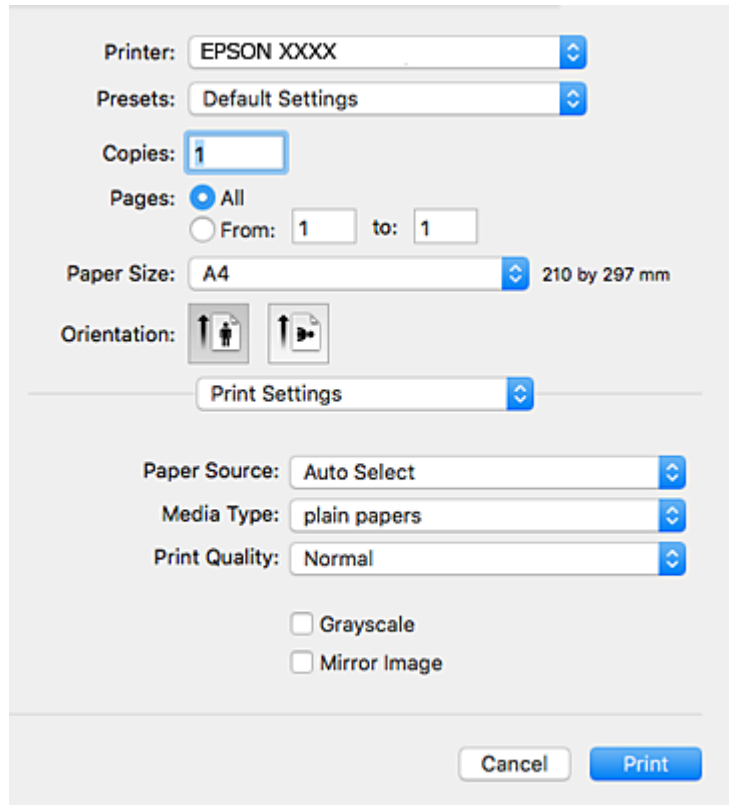 Printer: EPSON XXXX
Presets: Default Settings
Copies: 1
Pages: All
From: 1 to: 1
Paper Size: A4 210 by 297 mm
Orientation:
Print Settings
Paper Source: Auto Select
Media Type: plain papers
Print Quality: Normal
Grayscale
Mirror Image
Cancel Print